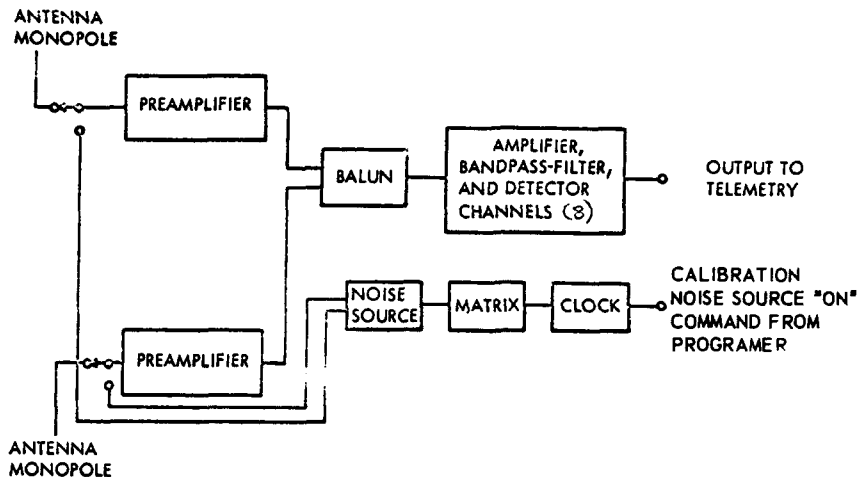 ANTENNA
MONOPOLE
PREAMPLIFIER
BALUN
AMPLIFIER,
BANDPASS-FILTER,
AND DETECTOR
CHANNELS (8)
OUTPUT TO
TELEMETRY
PREAMPLIFIER
NOISE
SOURCE
MATRIX
CLOCK
CALIBRATION
NOISE SOURCE "ON"
COMMAND FROM
PROGRAMER
ANTENNA
MONOPOLE